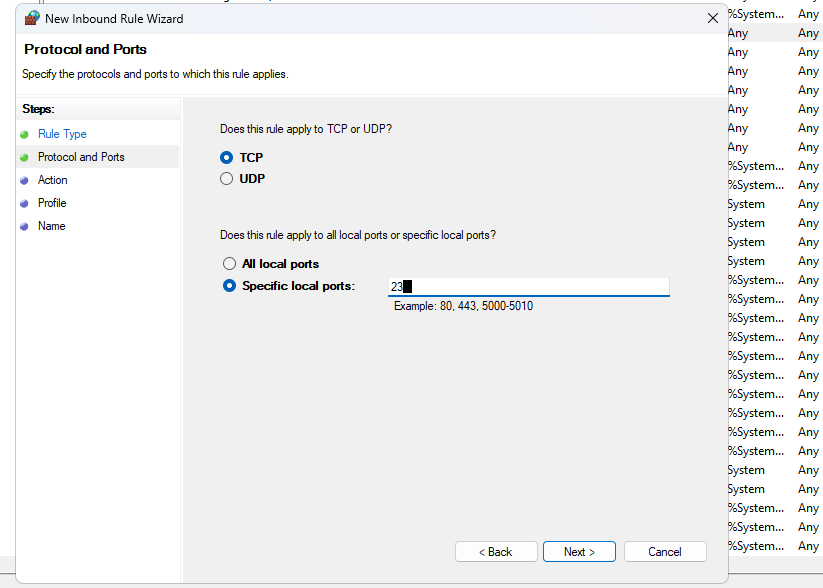 New Inbound Rule Wizard
Protocol and Ports
Specify the protocols and ports to which this rule applies.
Steps:
Rule Type
Protocol and Ports
Action
Profile
Name
Does this rule apply to TCP or UDP?
TCP
UDP
Does this rule apply to all local ports or specific local ports?
All local ports
Specific local ports: 23
Example: 80, 443, 5000-5010
< Back Next > Cancel
%System... Any
Any Any
Any Any
Any Any
Any Any
Any Any
Any Any
Any Any
%System... Any
%System... Any
System Any
System Any
System Any
System Any
%System... Any
%System... Any
%System... Any
%System... Any
%System... Any
%System... Any
%System... Any
%System... Any
%System... Any
%System... Any
System Any
System Any
%System... Any
%System... Any
%System... Any